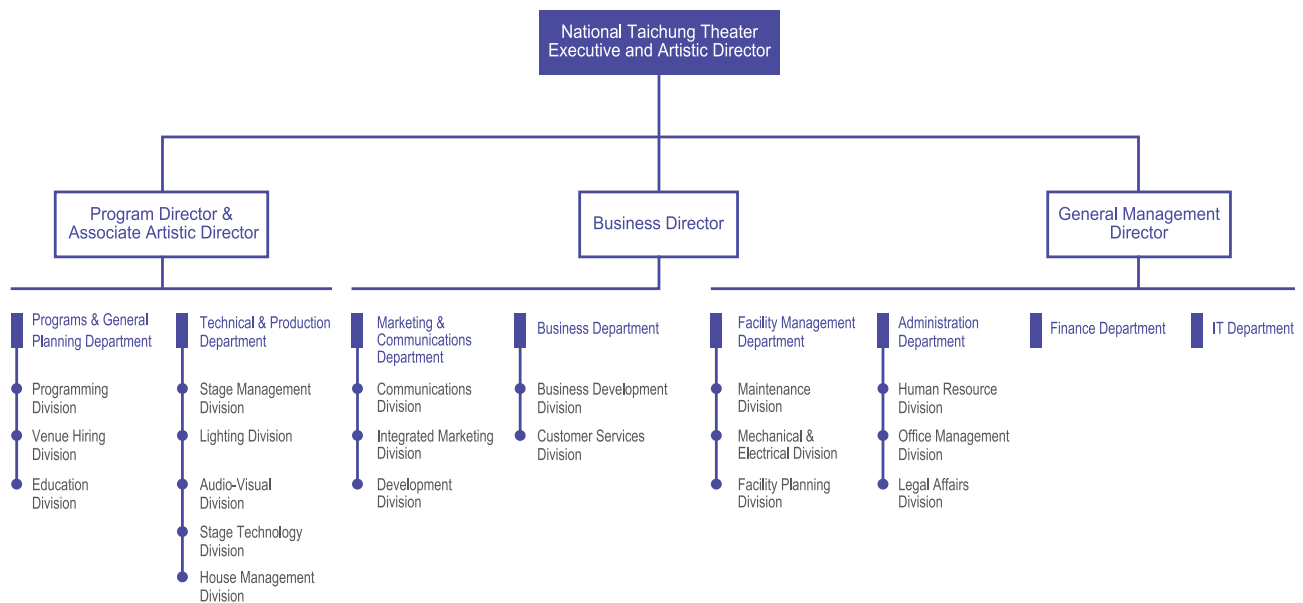 National Taichung Theater
Executive and Artistic Director
Program Director &
Associate Artistic Director
Business Director
General Management
Director
Programs & General
Planning Department
Programming
Division
Venue Hiring
Division
Education
Division
Technical & Production
Department
Stage Management
Division
Lighting Division
Audio-Visual
Division
Stage Technology
Division
House Management
Division
Marketing &
Communications
Department
Communications
Division
Integrated Marketing
Division
Development
Division
Business Department
Business Development
Division
Customer Services
Division
Facility Management
Department
Maintenance
Division
Mechanical &
Electrical Division
Facility Planning
Division
Administration
Department
Human Resource
Division
Office Management
Division
Legal Affairs
Division
Finance Department
IT Department